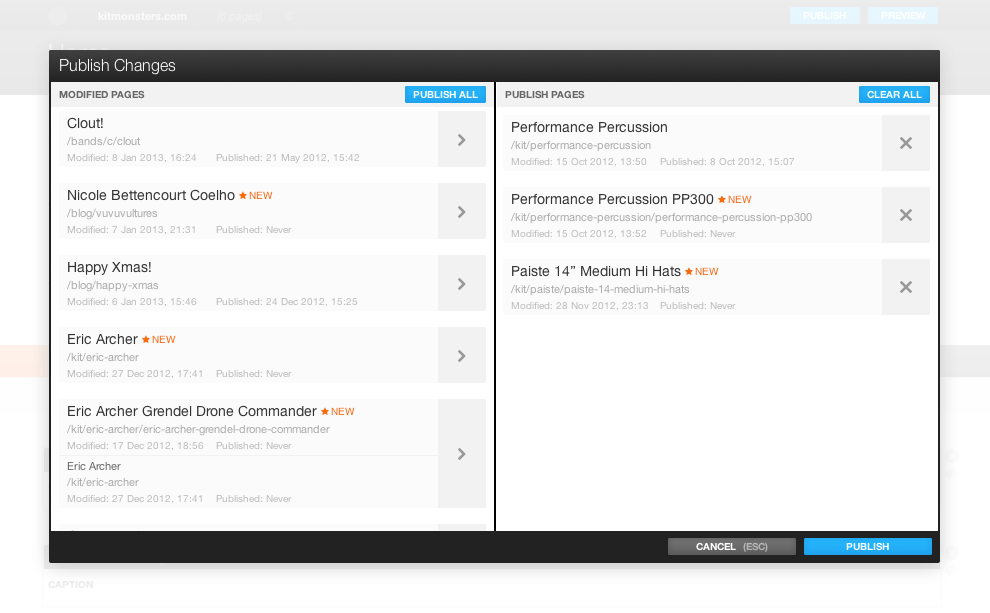 kitmonsters.com
PUBLISH
PREVIEW
Publish Changes
MODIFIED PAGES
PUBLISH ALL
Clout!
/bands/c/clout
Modified: 8 Jan 2013, 16:24 Published: 21 May 2012, 15:42
Nicole Bettencourt Coelho ★ NEW
/blog/vuvuvultures
Modified: 7 Jan 2013, 21:31 Published: Never
Happy Xmas!
/blog/happy-xmas
Modified: 6 Jan 2013, 15:46 Published: 24 Dec 2012, 15:25
Eric Archer ★ NEW
/kit/eric-archer
Modified: 27 Dec 2012, 17:41 Published: Never
Eric Archer Grendel Drone Commander ★ NEW
/kit/eric-archer/eric-archer-grendel-drone-commander
Modified: 17 Dec 2012, 18:56 Published: Never
Eric Archer
/kit/eric-archer
Modified: 27 Dec 2012, 17:41 Published: Never
PUBLISH PAGES
CLEAR ALL
Performance Percussion
/kit/performance-percussion
Modified: 15 Oct 2012, 13:50 Published: 8 Oct 2012, 15:07
Performance Percussion PP300 ★ NEW
/kit/performance-percussion/performance-percussion-pp300
Modified: 15 Oct 2012, 13:52 Published: Never
Paiste 14” Medium Hi Hats ★ NEW
/kit/paiste/paiste-14-medium-hi-hats
Modified: 28 Nov 2012, 23:13 Published: Never
CANCEL (ESC)
PUBLISH
CAPTION